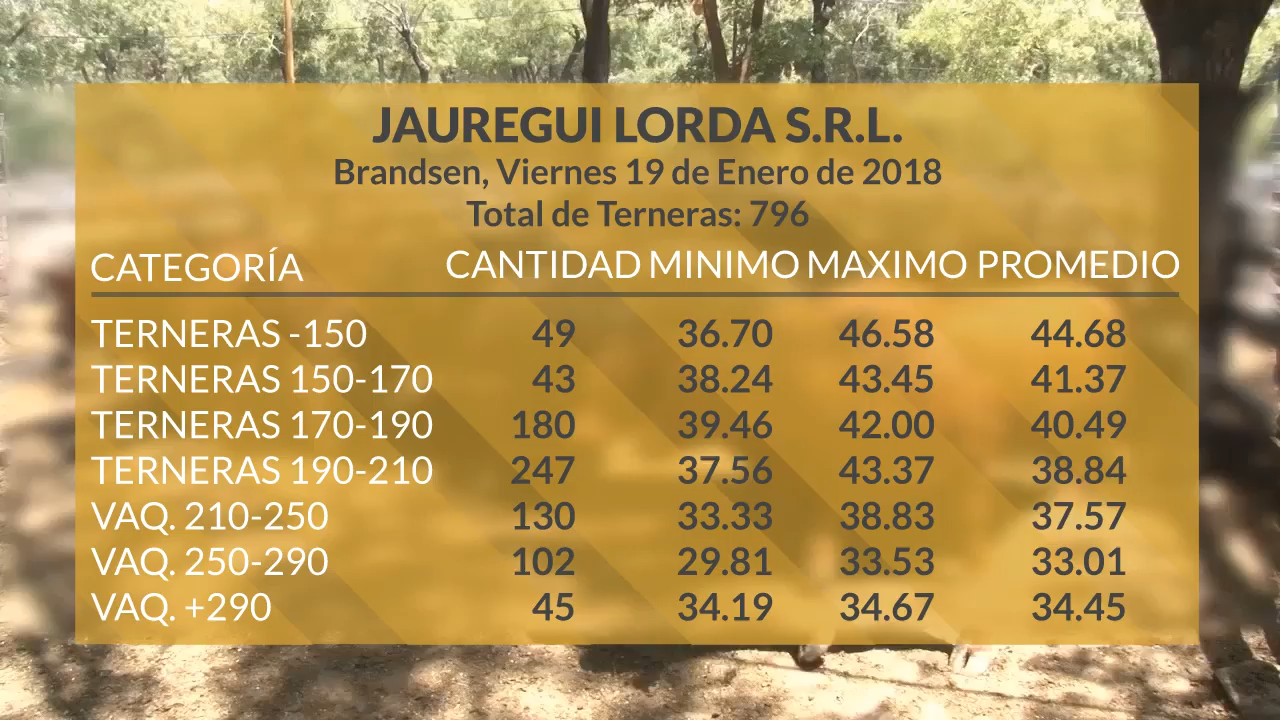 JAUREGUI LORDA S.R.L.
Brandsen, Viernes 19 de Enero de 2018
Total de Terneras: 796
CATEGORÍA CANTIDAD MINIMO MAXIMO PROMEDIO
TERNERAS -150 49 36.70 46.58 44.68
TERNERAS 150-170 43 38.24 43.45 41.37
TERNERAS 170-190 180 39.46 42.00 40.49
TERNERAS 190-210 247 37.56 43.37 38.84
VAQ. 210-250 130 33.33 38.83 37.57
VAQ. 250-290 102 29.81 33.53 33.01
VAQ. +290 45 34.19 34.67 34.45